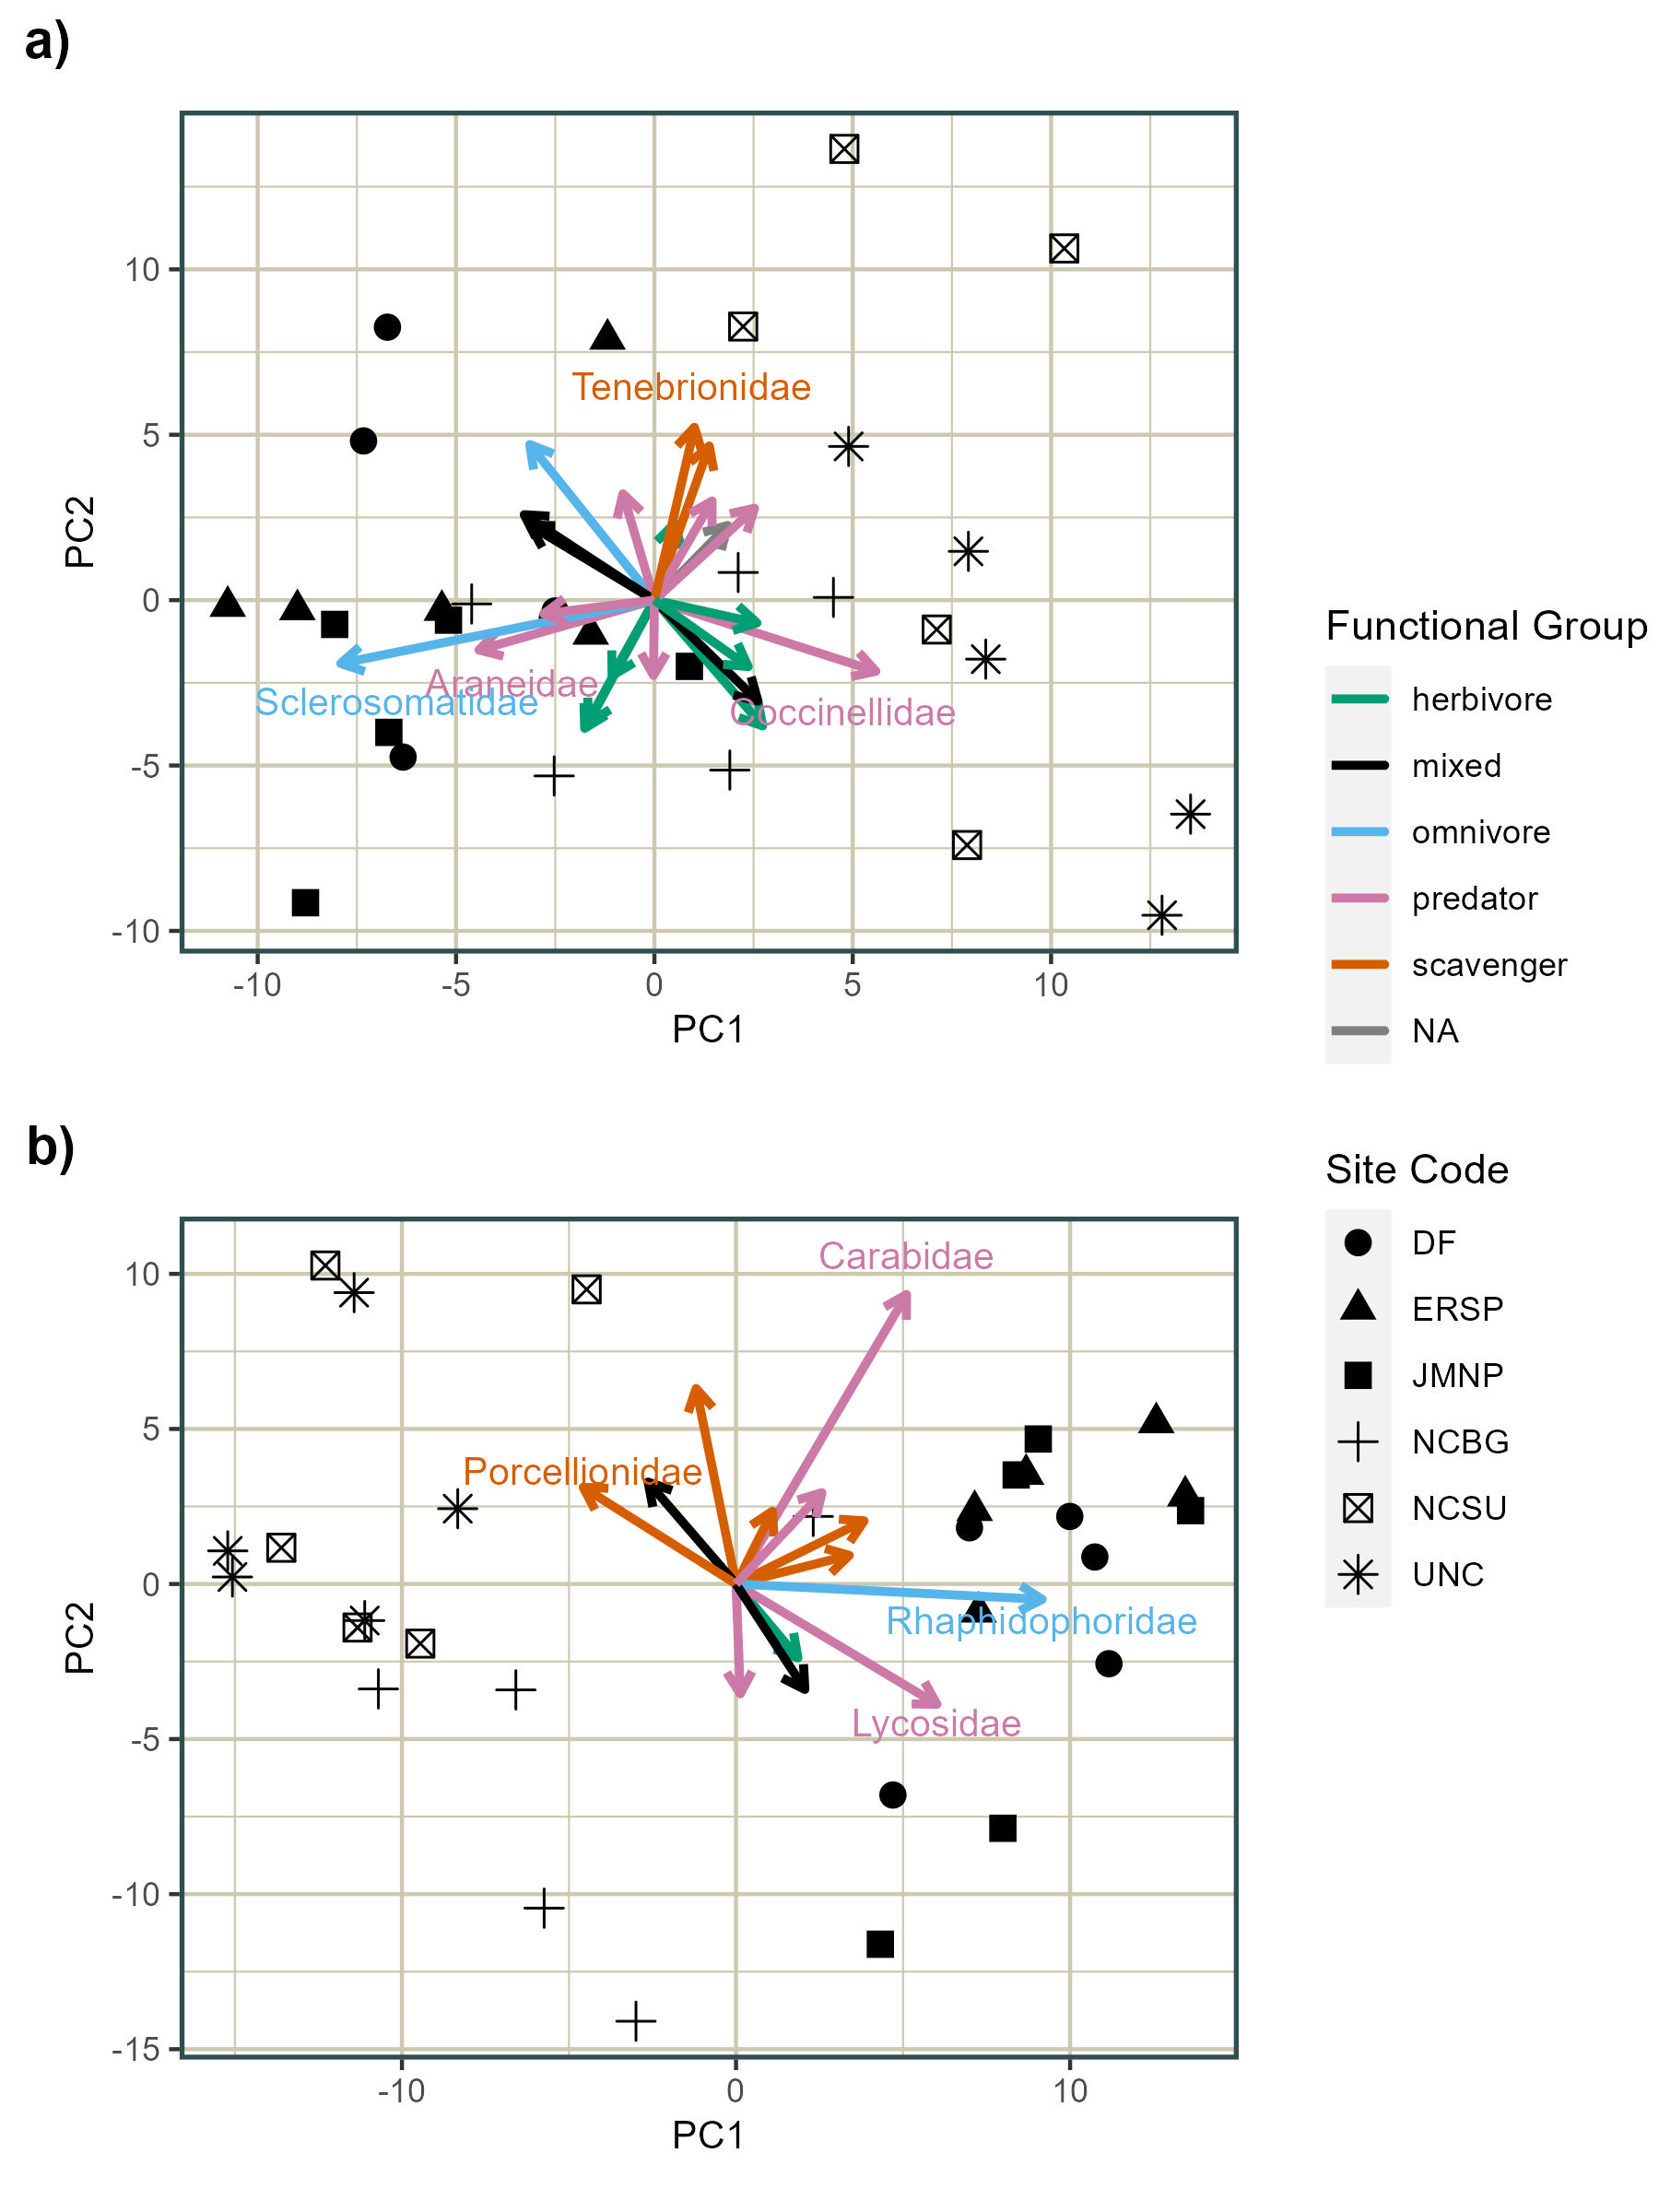 a)
10
5
0
-5
-10
PC2
Tenebrionidae
Araneidae
Sclerosomatidae
Coccinellidae
-10 -5 0 5 10
PC1
Functional Group
herbivore
mixed
omnivore
predator
scavenger
NA
b)
10
5
0
-5
-10
-15
PC2
Carabidae
Porcellionidae
Rhaphidophoridae
Lycosidae
-10 0 10
PC1
Site Code
DF
ERSP
JMNP
NCBG
NCSU
UNC